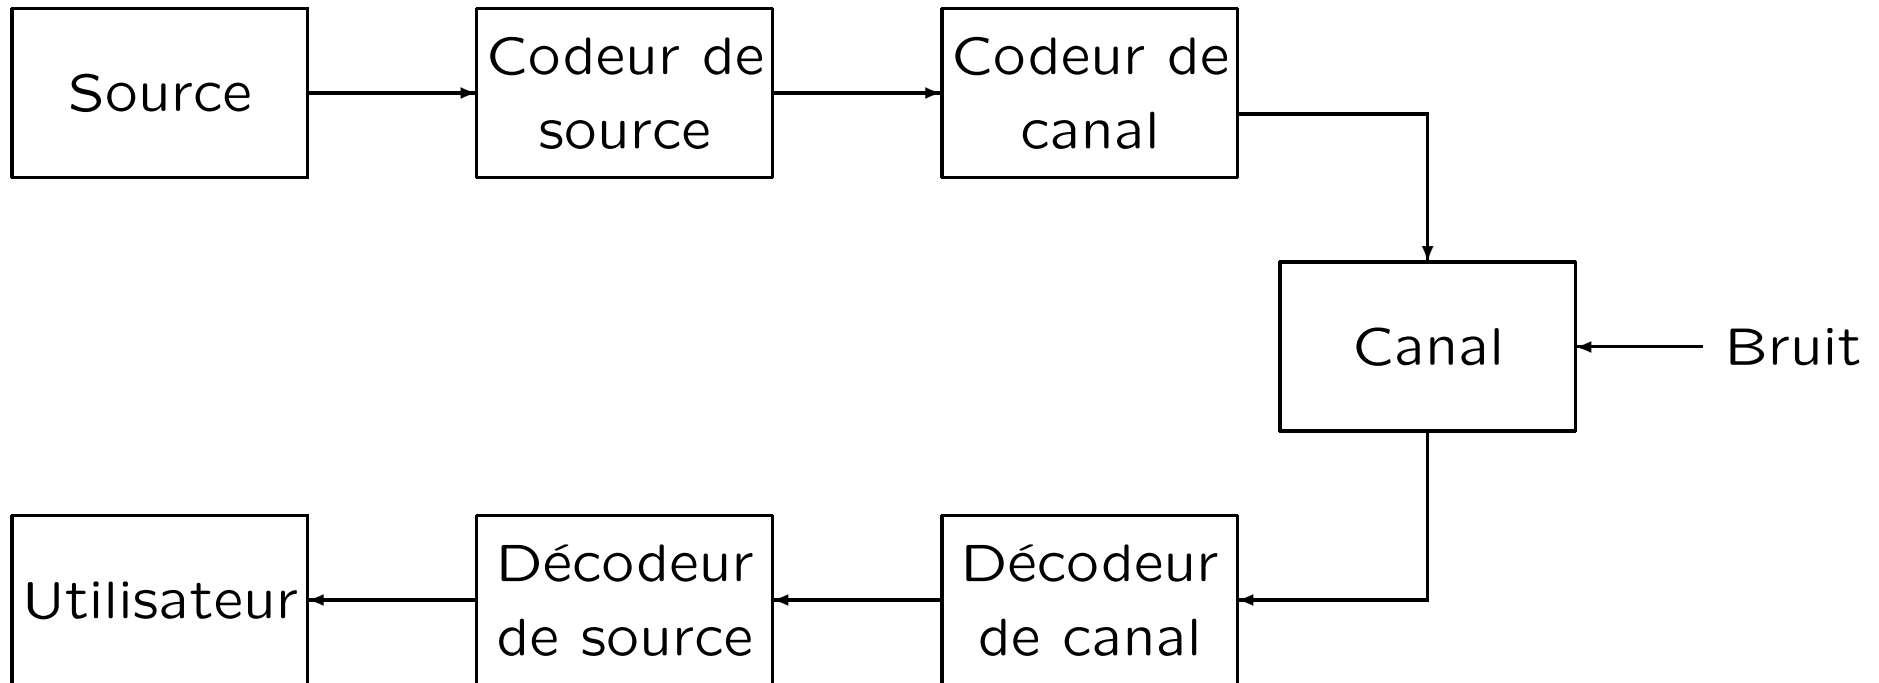 Source
Codeur de
source
Codeur de
canal
Canal
Bruit
Utilisateur
Décodeur
de source
Décodeur
de canal